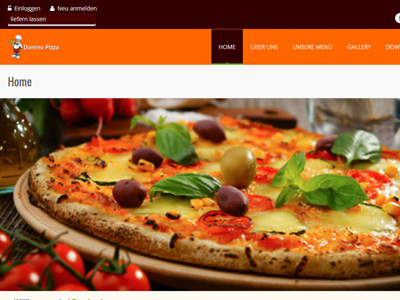 Einloggen Neu anmelden
liefern lassen
Domino Pizza HOME ÜBER UNS UNSERE MENÜ GALLERY DOW
Home